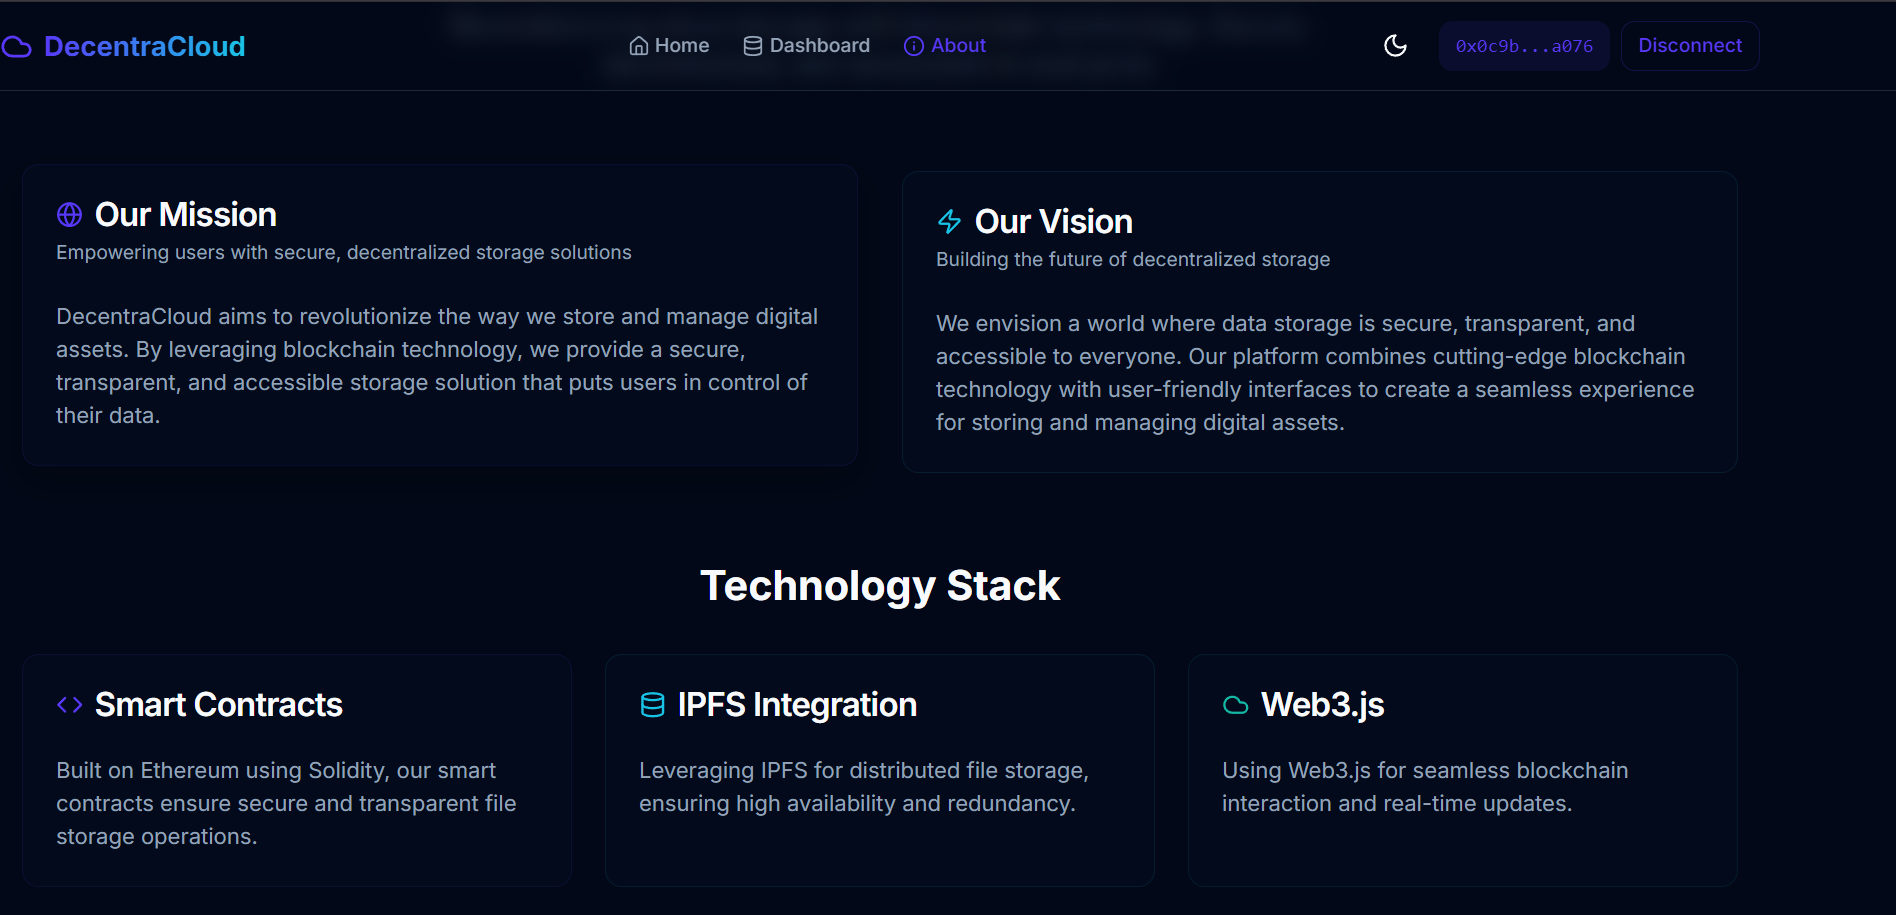 DecentraCloud
Home
Dashboard
About
0x0c9b...a076
Disconnect
Our Mission
Empowering users with secure, decentralized storage solutions
DecentraCloud aims to revolutionize the way we store and manage digital
assets. By leveraging blockchain technology, we provide a secure,
transparent, and accessible storage solution that puts users in control of
their data.
Our Vision
Building the future of decentralized storage
We envision a world where data storage is secure, transparent, and
accessible to everyone. Our platform combines cutting-edge blockchain
technology with user-friendly interfaces to create a seamless experience
for storing and managing digital assets.
Technology Stack
Smart Contracts
Built on Ethereum using Solidity, our smart
contracts ensure secure and transparent file
storage operations.
IPFS Integration
Leveraging IPFS for distributed file storage,
ensuring high availability and redundancy.
Web3.js
Using Web3.js for seamless blockchain
interaction and real-time updates.